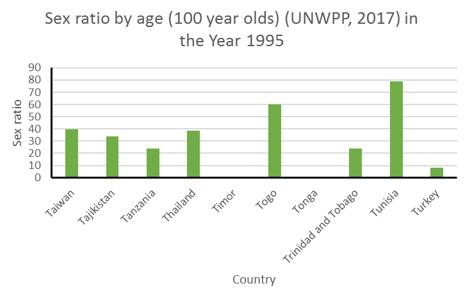 Sex ratio by age (100 year olds) (UNWPP, 2017) in
the Year 1995
Sex ratio
90
80
70
60
50
40
30
20
10
0
Taiwan
Tajikistan
Tanzania
Thailand
Timor
Togo
Tonga
Trinidad and Tobago
Tunisia
Turkey
Country